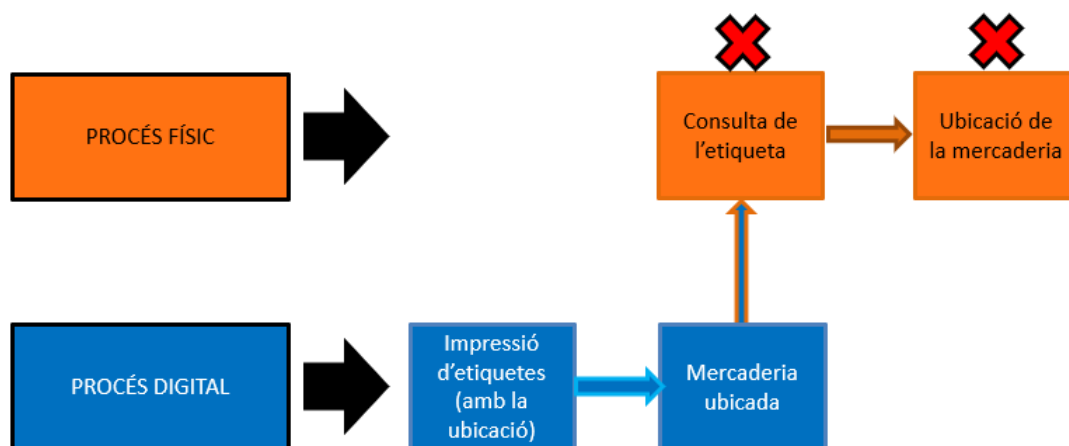 PROCÉS FÍSIC
Consulta de
l'etiqueta
Ubicació de
la mercaderia
PROCÉS DIGITAL
Impressió
d'etiquetes
(amb la
ubicació)
Mercaderia
ubicada